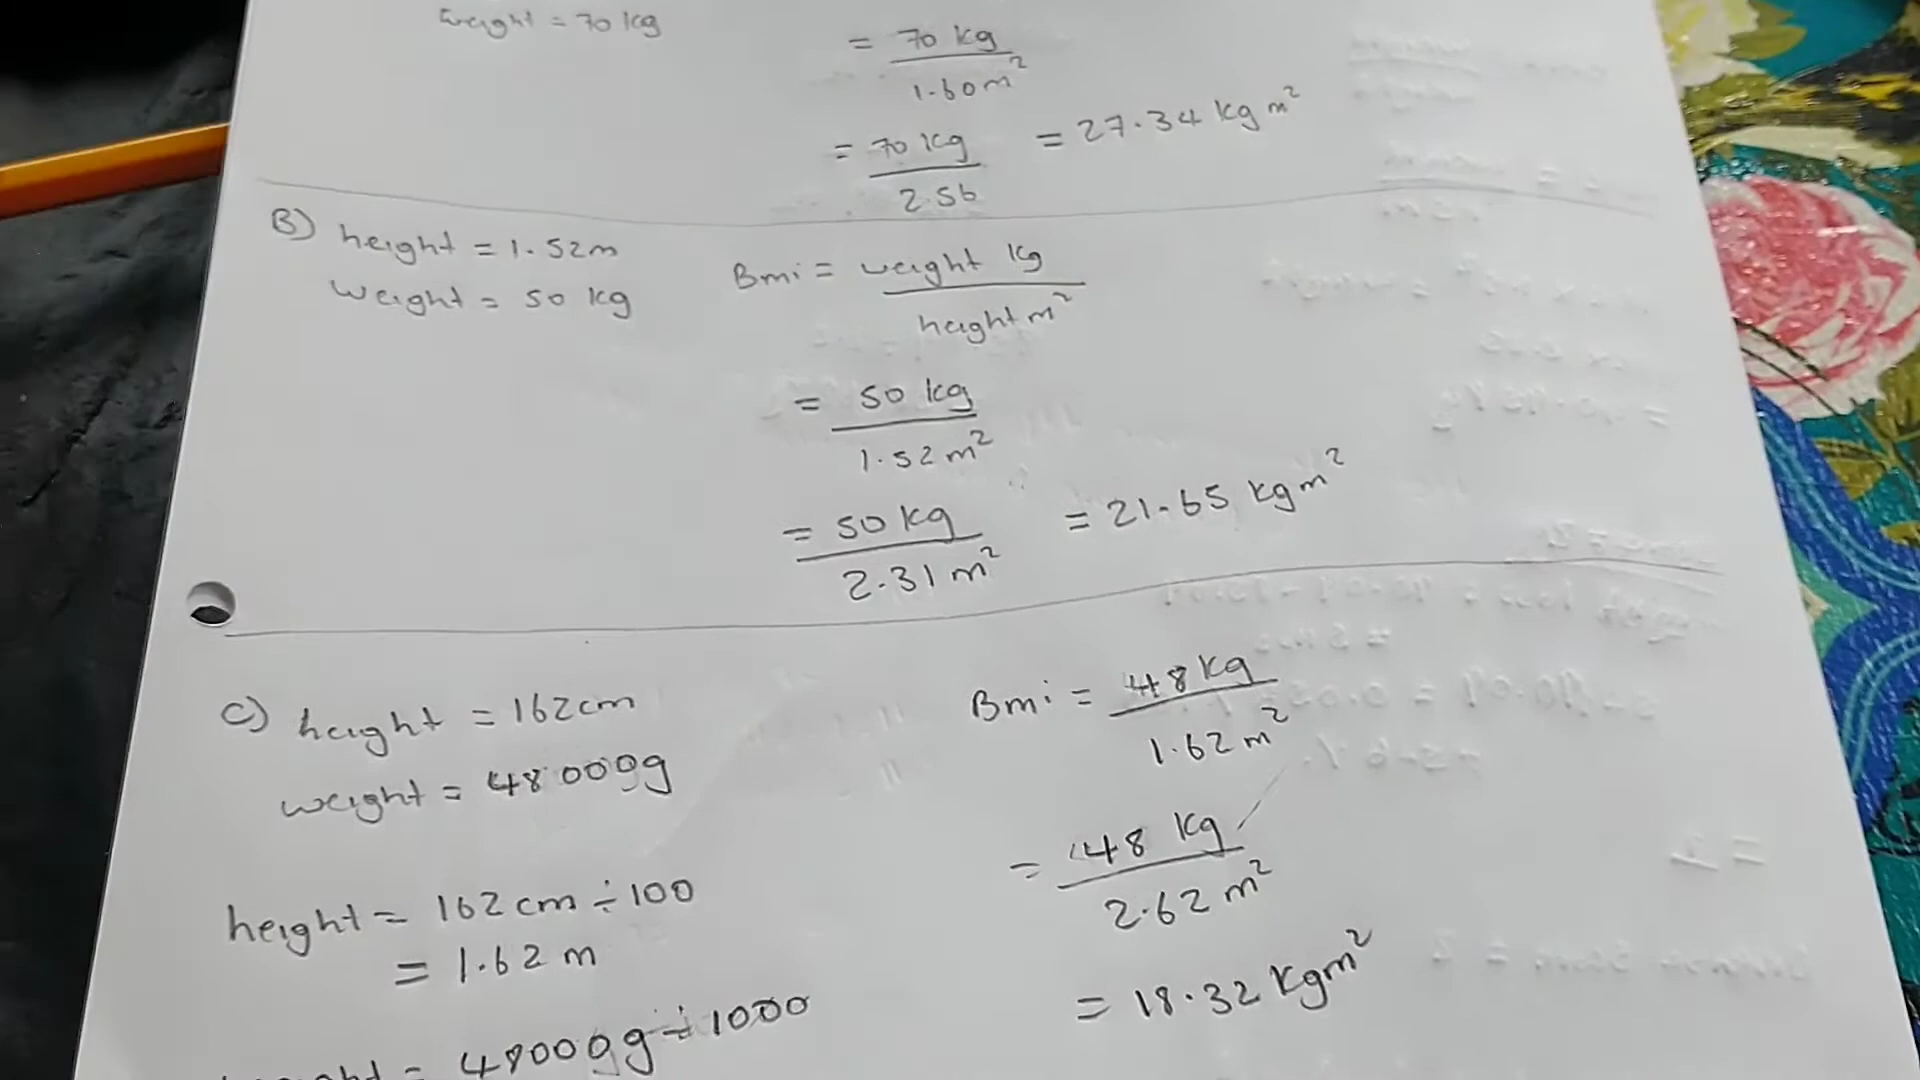 weight = 70 kg
= 70 kg
1.60m²
= 70 kg = 27.34 kg m²
2.56
B) height = 1.52m
weight = 50 kg
Bmi = weight kg
height m²
= 50 kg
1.52 m²
= 50 kg = 21.65 kg m²
2.31 m²
c) height = 162cm
weight = 48000g
height = 162 cm ÷ 100
= 1.62 m
= 48000g ÷ 1000
Bmi = 48 kg
1.62 m²
= 48 kg
2.62 m²
= 18.32 kgm²